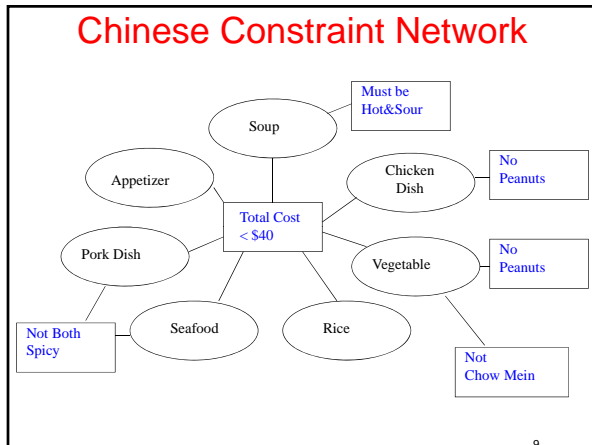 Chinese Constraint Network
Must be
Hot&Sour
Soup
Appetizer
Chicken
Dish
No
Peanuts
Total Cost
< $40
Pork Dish
Vegetable
No
Peanuts
Not Both
Spicy
Seafood
Rice
Not
Chow Mein
9